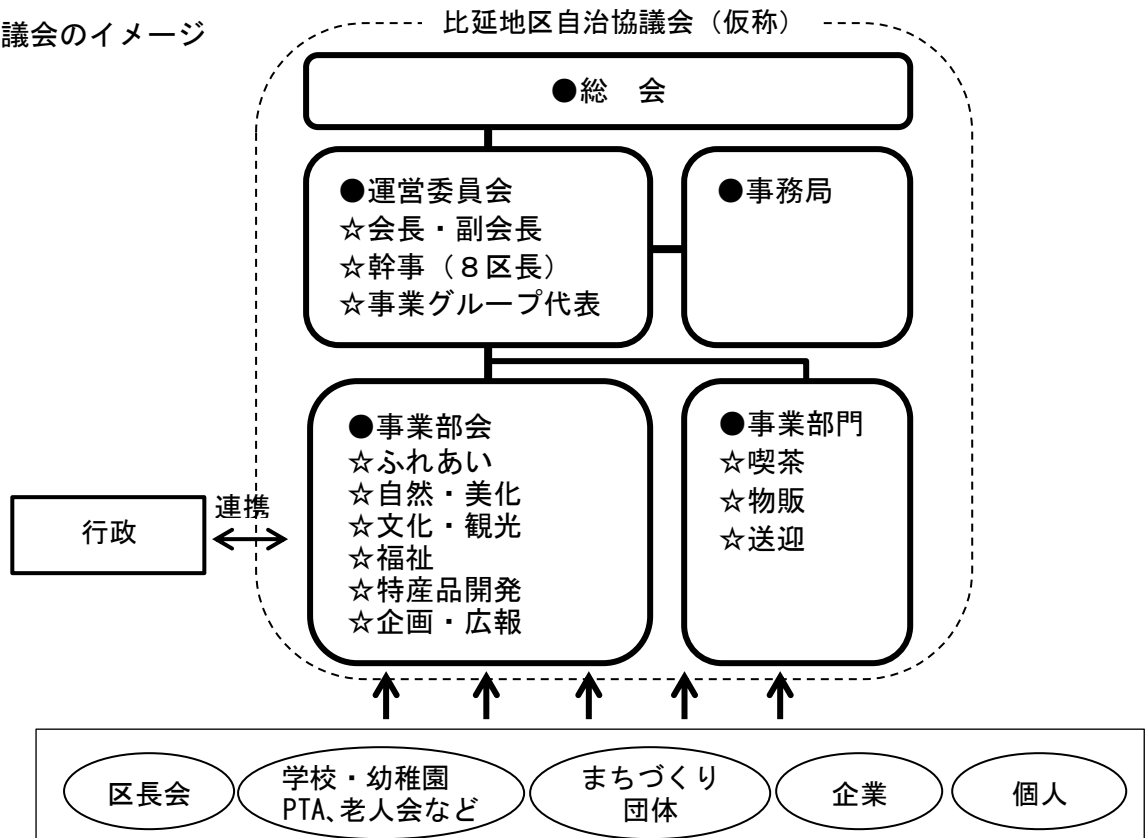 議会のイメージ
比延地区自治協議会(仮称)
●総 会
●運営委員会
☆会長・副会長
☆幹事(8区長)
☆事業グループ代表
●事務局
●事業部会
☆ふれあい
☆自然・美化
☆文化・観光
☆福祉
☆特産品開発
☆企画・広報
●事業部門
☆喫茶
☆物販
☆送迎
行政
連携
区長会
学校・幼稚園
PTA、老人会など
まちづくり
団体
企業
個人